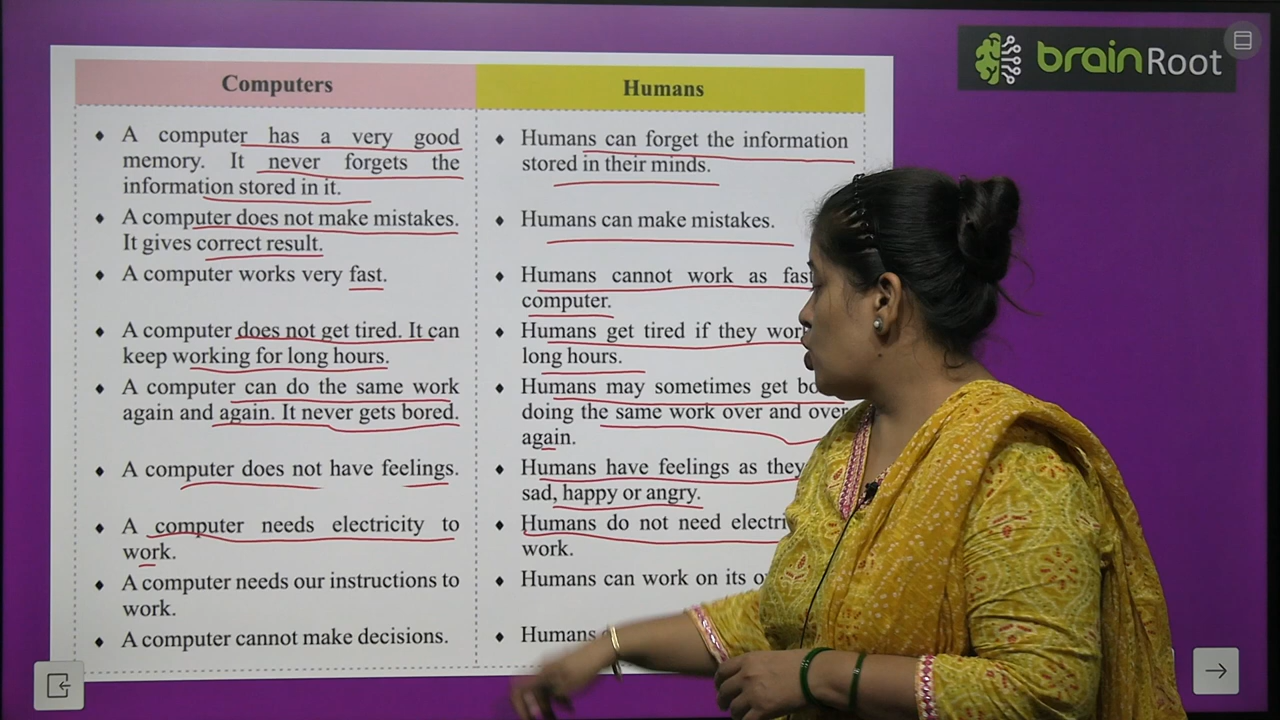 brainRoot
Computers
Humans
♦ A computer has a very good
memory. It never forgets the
information stored in it.
♦ A computer does not make mistakes.
It gives correct result.
♦ A computer works very fast.
♦ A computer does not get tired. It can
keep working for long hours.
♦ A computer can do the same work
again and again. It never gets bored.
♦ A computer does not have feelings.
♦ A computer needs electricity to
work.
♦ A computer needs our instructions to
work.
♦ A computer cannot make decisions.
♦ Humans can forget the information
stored in their minds.
♦ Humans can make mistakes.
♦ Humans cannot work as fast
computer.
♦ Humans get tired if they
long hours.
♦ Humans may sometimes get
doing the same work over and over
again.
♦ Humans have feelings as they
sad, happy or angry.
♦ Humans do not need
work.
♦ Humans can work on its
♦ Humans